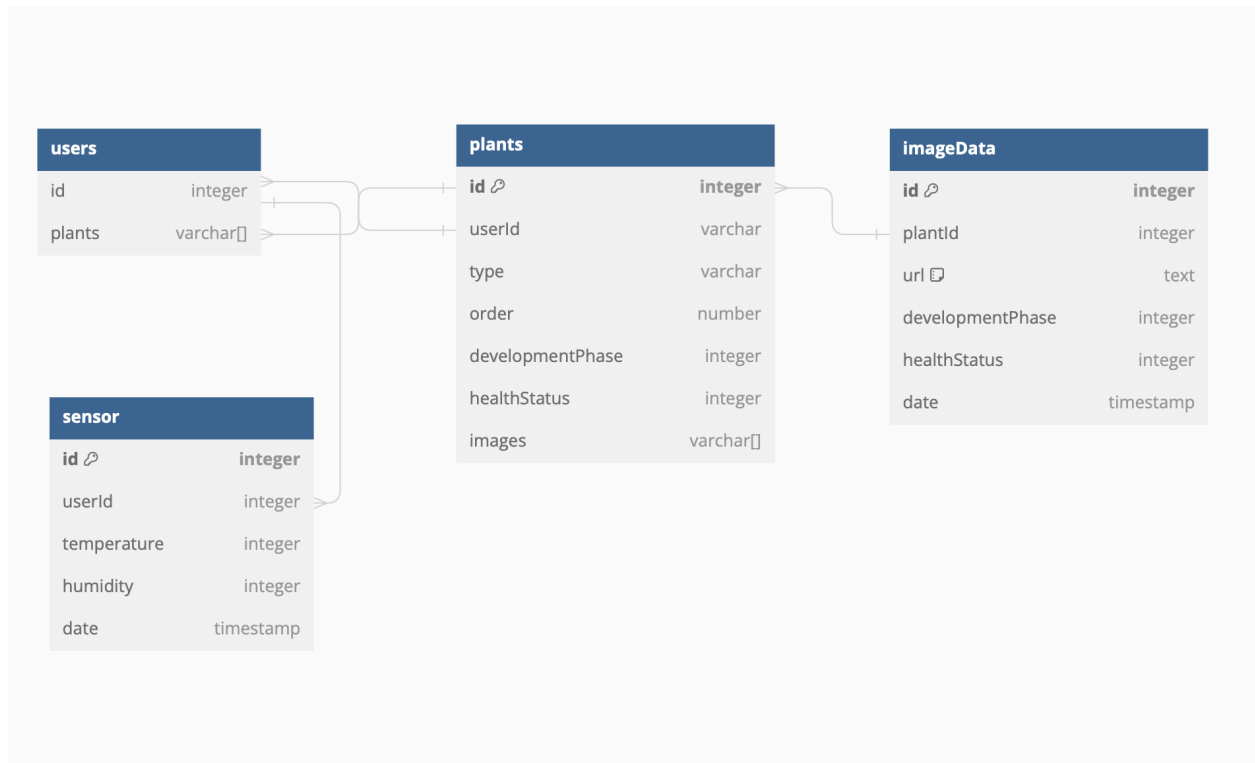 users
id integer
plants varchar[]
plants
id integer
userId varchar
type varchar
order number
developmentPhase integer
healthStatus integer
images varchar[]
imageData
id integer
plantId integer
url text
developmentPhase integer
healthStatus integer
date timestamp
sensor
id integer
userId integer
temperature integer
humidity integer
date timestamp